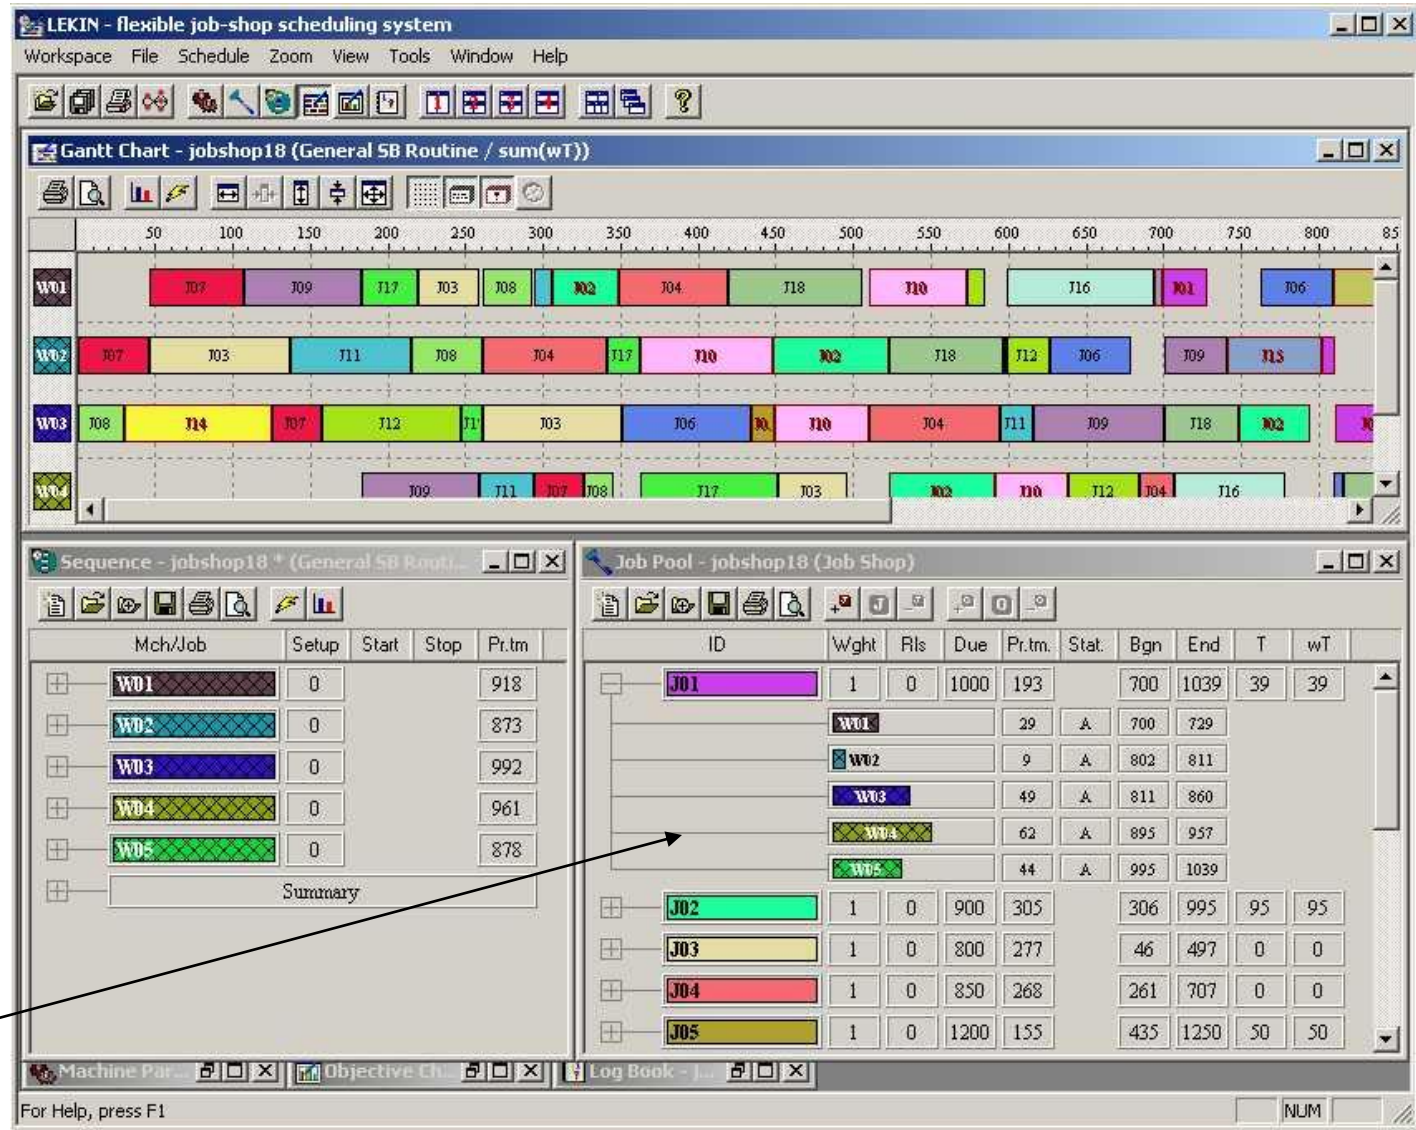 LEKIN - flexible job-shop scheduling system
Workspace File Schedule Zoom View Tools Window Help
Gantt Chart - jobshop18 (General SB Routine / sum(wT))
50 100 150 200 250 300 350 400 450 500 550 600 650 700 750 800 85
W01 J07 J09 J17 J03 J08 J02 J04 J18 J10 J16 J01 J06
W02 J07 J03 J11 J08 J04 J17 J10 J02 J18 J12 J06 J09 J15
W03 J08 J14 J07 J12 J03 J06 J10 J04 J11 J09 J18 J02
W04 J09 J11 J07 J08 J17 J03 J02 J10 J12 J04 J16
Sequence - jobshop18 * (General SB Routi...
Mch/Job Setup Start Stop Pr.tm
W01 0 918
W02 0 873
W03 0 992
W04 0 961
W05 0 878
Summary
Job Pool - jobshop18 (Job Shop)
ID Wght Rls Due Pr.tm. Stat. Bgn End T wT
J01 1 0 1000 193 700 1039 39 39
W01 29 A 700 729
W02 9 A 802 811
W03 49 A 811 860
W04 62 A 895 957
W05 44 A 995 1039
J02 1 0 900 305 306 995 95 95
J03 1 0 800 277 46 497 0 0
J04 1 0 850 268 261 707 0 0
J05 1 0 1200 155 435 1250 50 50
Machine Par... Objective Ch... Log Book - j...
For Help, press F1 NUM